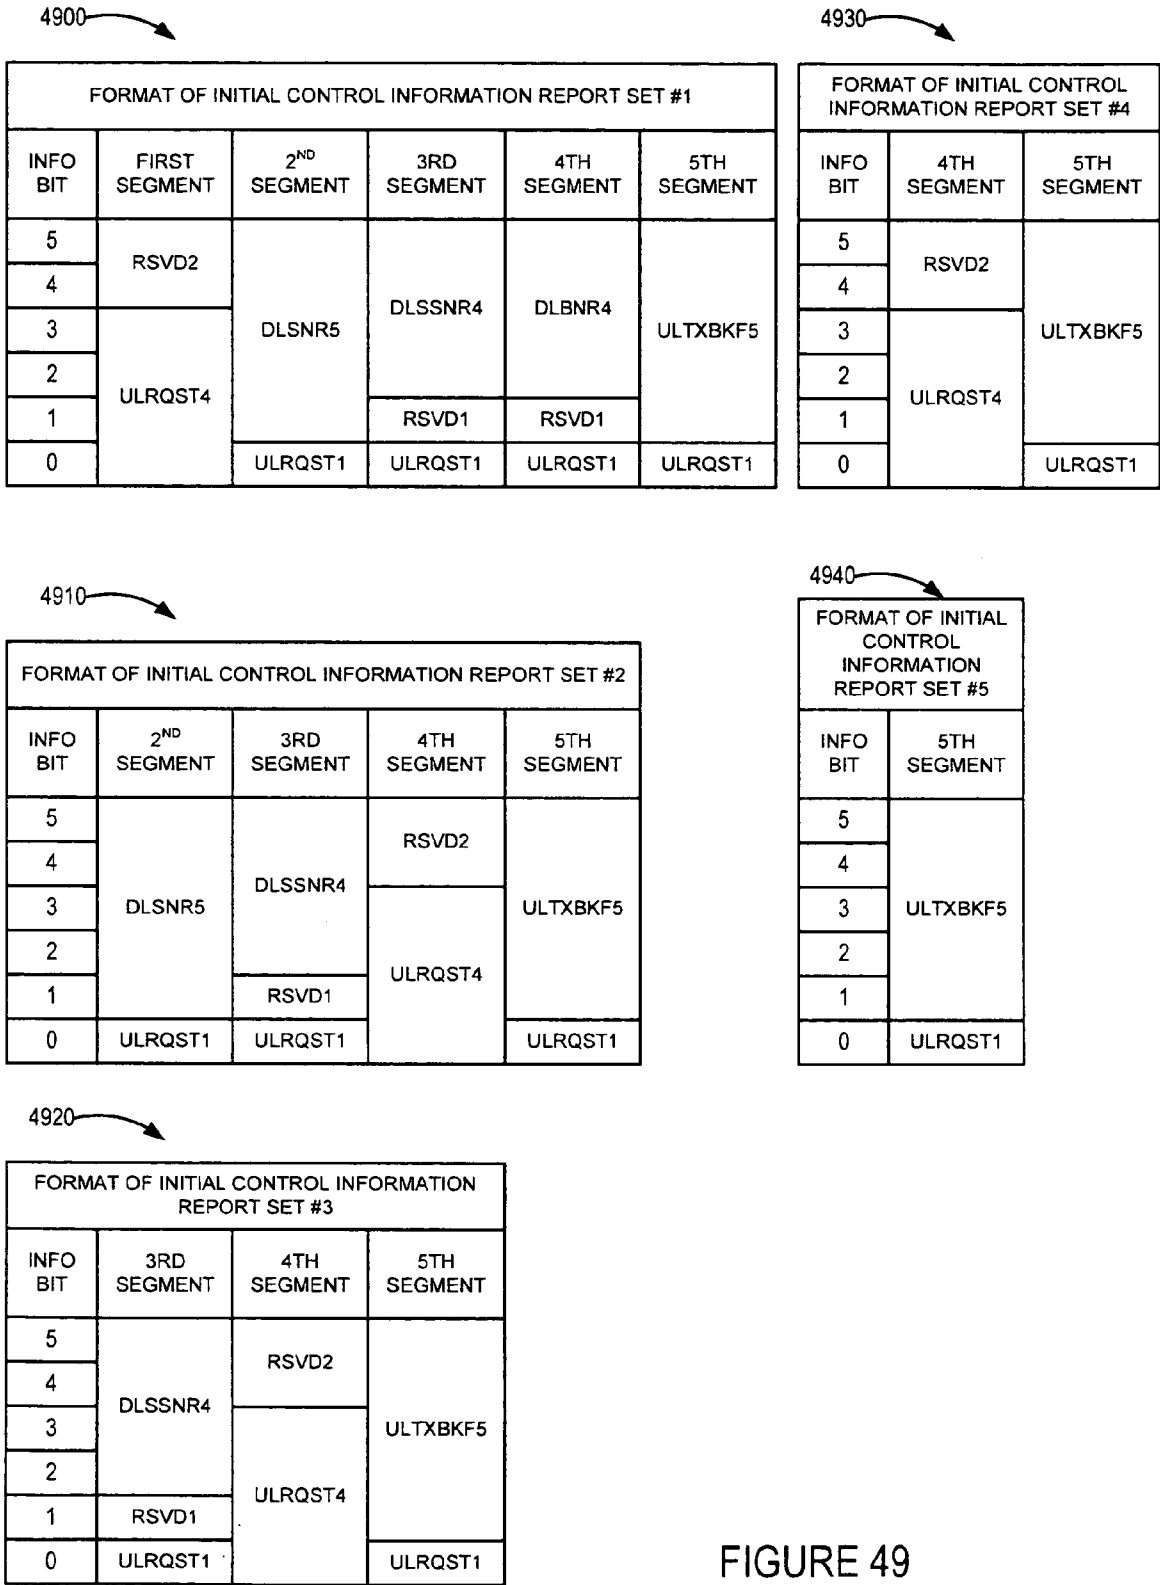 4900
FORMAT OF INITIAL CONTROL INFORMATION REPORT SET #1
INFO BIT FIRST SEGMENT 2ND SEGMENT 3RD SEGMENT 4TH SEGMENT 5TH SEGMENT
5
4
3
2
1
0
RSVD2
ULRQST4
DLSNR5
ULRQST1
DLSSNR4
RSVD1
ULRQST1
DLBNR4
RSVD1
ULRQST1
ULTXBKF5
ULRQST1
4930
FORMAT OF INITIAL CONTROL
INFORMATION REPORT SET #4
INFO BIT 4TH SEGMENT 5TH SEGMENT
5
4
3
2
1
0
RSVD2
ULRQST4
ULTXBKF5
ULRQST1
4910
FORMAT OF INITIAL CONTROL INFORMATION REPORT SET #2
INFO BIT 2ND SEGMENT 3RD SEGMENT 4TH SEGMENT 5TH SEGMENT
5
4
3
2
1
0
DLSNR5
ULRQST1
DLSSNR4
RSVD1
ULRQST1
RSVD2
ULRQST4
ULTXBKF5
ULRQST1
4940
FORMAT OF INITIAL
CONTROL
INFORMATION
REPORT SET #5
INFO BIT 5TH SEGMENT
5
4
3
2
1
0
ULTXBKF5
ULRQST1
4920
FORMAT OF INITIAL CONTROL INFORMATION
REPORT SET #3
INFO BIT 3RD SEGMENT 4TH SEGMENT 5TH SEGMENT
5
4
3
2
1
0
DLSSNR4
RSVD1
ULRQST1
RSVD2
ULRQST4
ULTXBKF5
ULRQST1
FIGURE 49